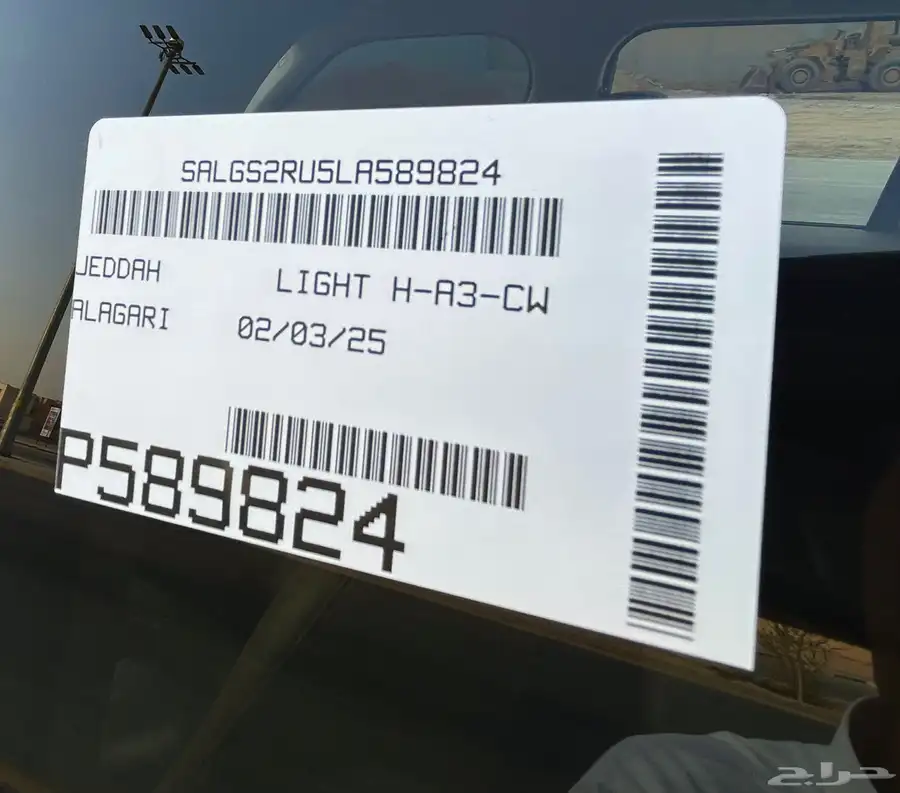 SALGS2RU5LA589824
JEDDAH
LIGHT H-A3-CW
ALAGARI
02/03/25
P589824
حراج